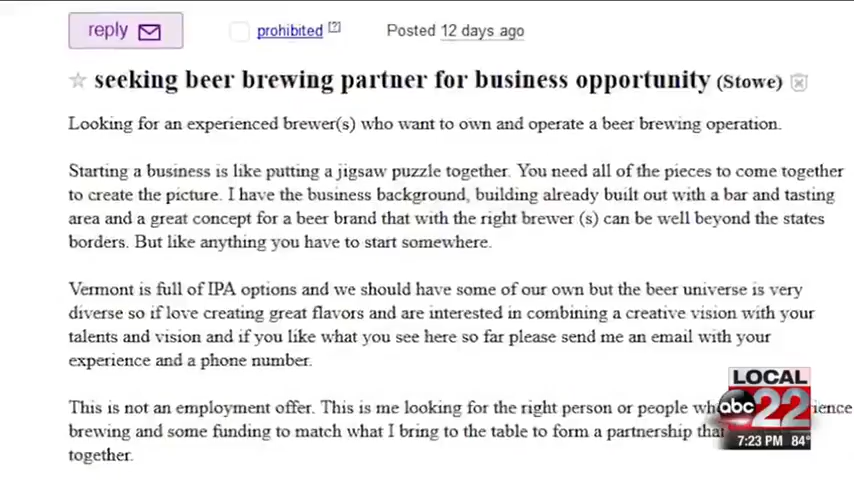 reply
prohibited [?] Posted 12 days ago
seeking beer brewing partner for business opportunity (Stowe)
Looking for an experienced brewer(s) who want to own and operate a beer brewing operation.
Starting a business is like putting a jigsaw puzzle together. You need all of the pieces to come together
to create the picture. I have the business background, building already built out with a bar and tasting
area and a great concept for a beer brand that with the right brewer (s) can be well beyond the states
borders. But like anything you have to start somewhere.
Vermont is full of IPA options and we should have some of our own but the beer universe is very
diverse so if love creating great flavors and are interested in combining a creative vision with your
talents and vision and if you like what you see here so far please send me an email with your
experience and a phone number.
This is not an employment offer. This is me looking for the right person or people
brewing and some funding to match what I bring to the table to form a partnership
together.
LOCAL
abc 22
7:23 PM 84°